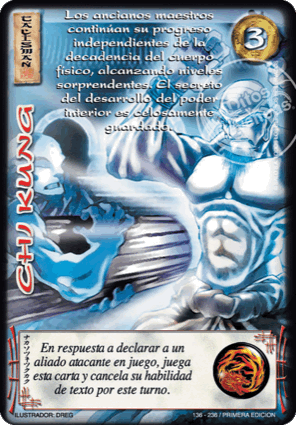 TALISMAN
3
Los ancianos maestros
continúan su progreso
independientes de la
decadencia del cuerpo
físico, alcanzando niveles
sorprendentes. El secreto
del desarrollo del poder
interior es celosamente
guardado.
CHI KUNG
En respuesta a declarar a un
aliado atacante en juego, juega
esta carta y cancela su habilidad
de texto por este turno.
ILUSTRADOR: DREG
136 - 236 / PRIMERA EDICION